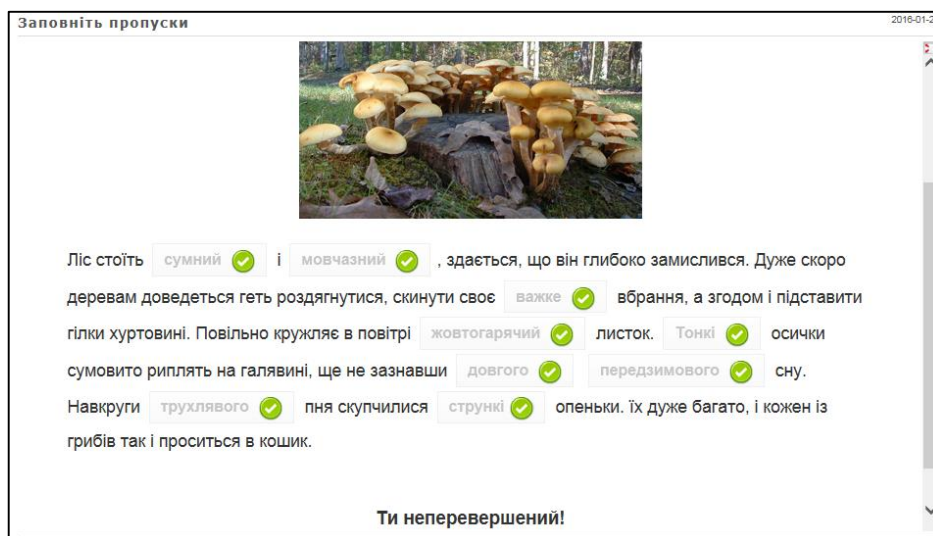 Заповніть пропуски
2016-01-2
Ліс стоїть сумний і мовчазний , здається, що він глибоко замислився. Дуже скоро
деревам доведеться геть роздягнутися, скинути своє важке вбрання, а згодом і підставити
гілки хуртовині. Повільно кружляє в повітрі жовтогарячий листок. Тонкі осички
сумовито риплять на галявині, ще не зазнавши довгого передзимового сну.
Навкруги трухлявого пня скупчилися стрункі опеньки. їх дуже багато, і кожен із
грибів так і проситься в кошик.
Ти неперевершений!